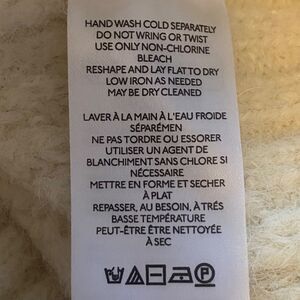 HAND WASH COLD SEPARATELY
DO NOT WRING OR TWIST
USE ONLY NON-CHLORINE
BLEACH
RESHAPE AND LAY FLAT TO DRY
LOW IRON AS NEEDED
MAY BE DRY CLEANED
LAVER À LA MAIN À L'EAU FROIDE
SÉPARÉMEN
NE PAS TORDRE OU ESSORER
UTILISER UN AGENT DE
BLANCHIMENT SANS CHLORE SI
NÉCESSAIRE
METTRE EN FORME ET SECHER
À PLAT
REPASSER, AU BESOIN, À TRÉS
BASSE TEMPÉRATURE
PEUT-ÊTRE ÊTRE NETTOYÉE
À SEC
P